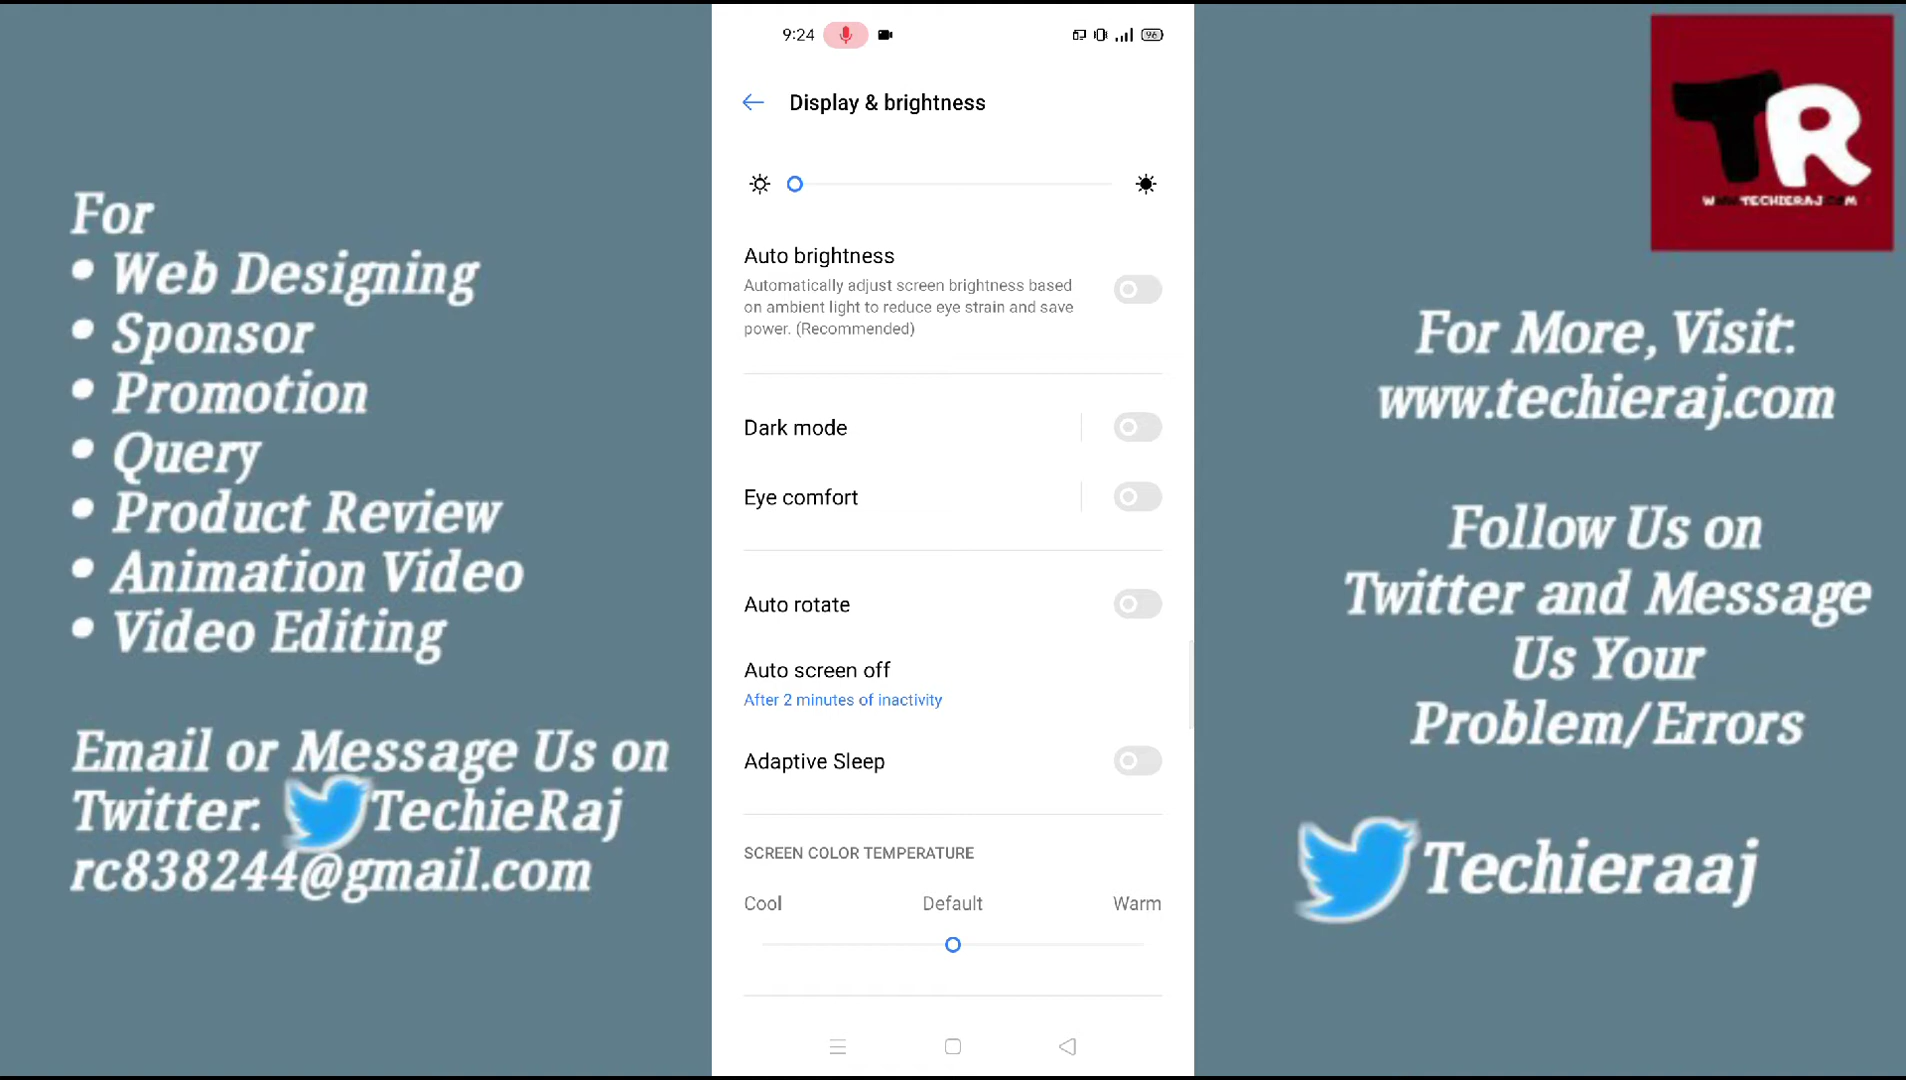 For
• Web Designing
• Sponsor
• Promotion
• Query
• Product Review
• Animation Video
• Video Editing
Email or Message Us on
Twitter. TechieRaj
rc838244@gmail.com
9:24
96
Display & brightness
Auto brightness
Automatically adjust screen brightness based
on ambient light to reduce eye strain and save
power. (Recommended)
Dark mode
Eye comfort
Auto rotate
Auto screen off
After 2 minutes of inactivity
Adaptive Sleep
SCREEN COLOR TEMPERATURE
Cool Default Warm
TR
WWW.TECHIERAJ.COM
For More, Visit:
www.techieraj.com
Follow Us on
Twitter and Message
Us Your
Problem/Errors
Techieraaj